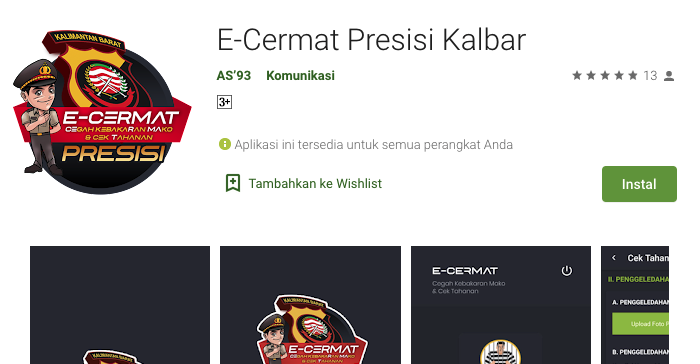 KALIMANTAN BARAT
E-CERMAT
CEGAH KEBAKARAN MAKO
& CEK TAHANAN
PRESISI
E-Cermat Presisi Kalbar
AS'93 Komunikasi
13
3+
Aplikasi ini tersedia untuk semua perangkat Anda
Tambahkan ke Wishlist
Instal
KALIMANTAN BARAT
E-CERMAT
CEGAH KEBAKARAN MAKO
& CEK TAHANAN
E-CERMAT
Cegah Kebakaran Mako
& Cek Tahanan
Cek Tahan
B. PENGGELEDAHA
A. PENGGELEDAHAN
Upload Foto F
B. PENGGELEDAHAN